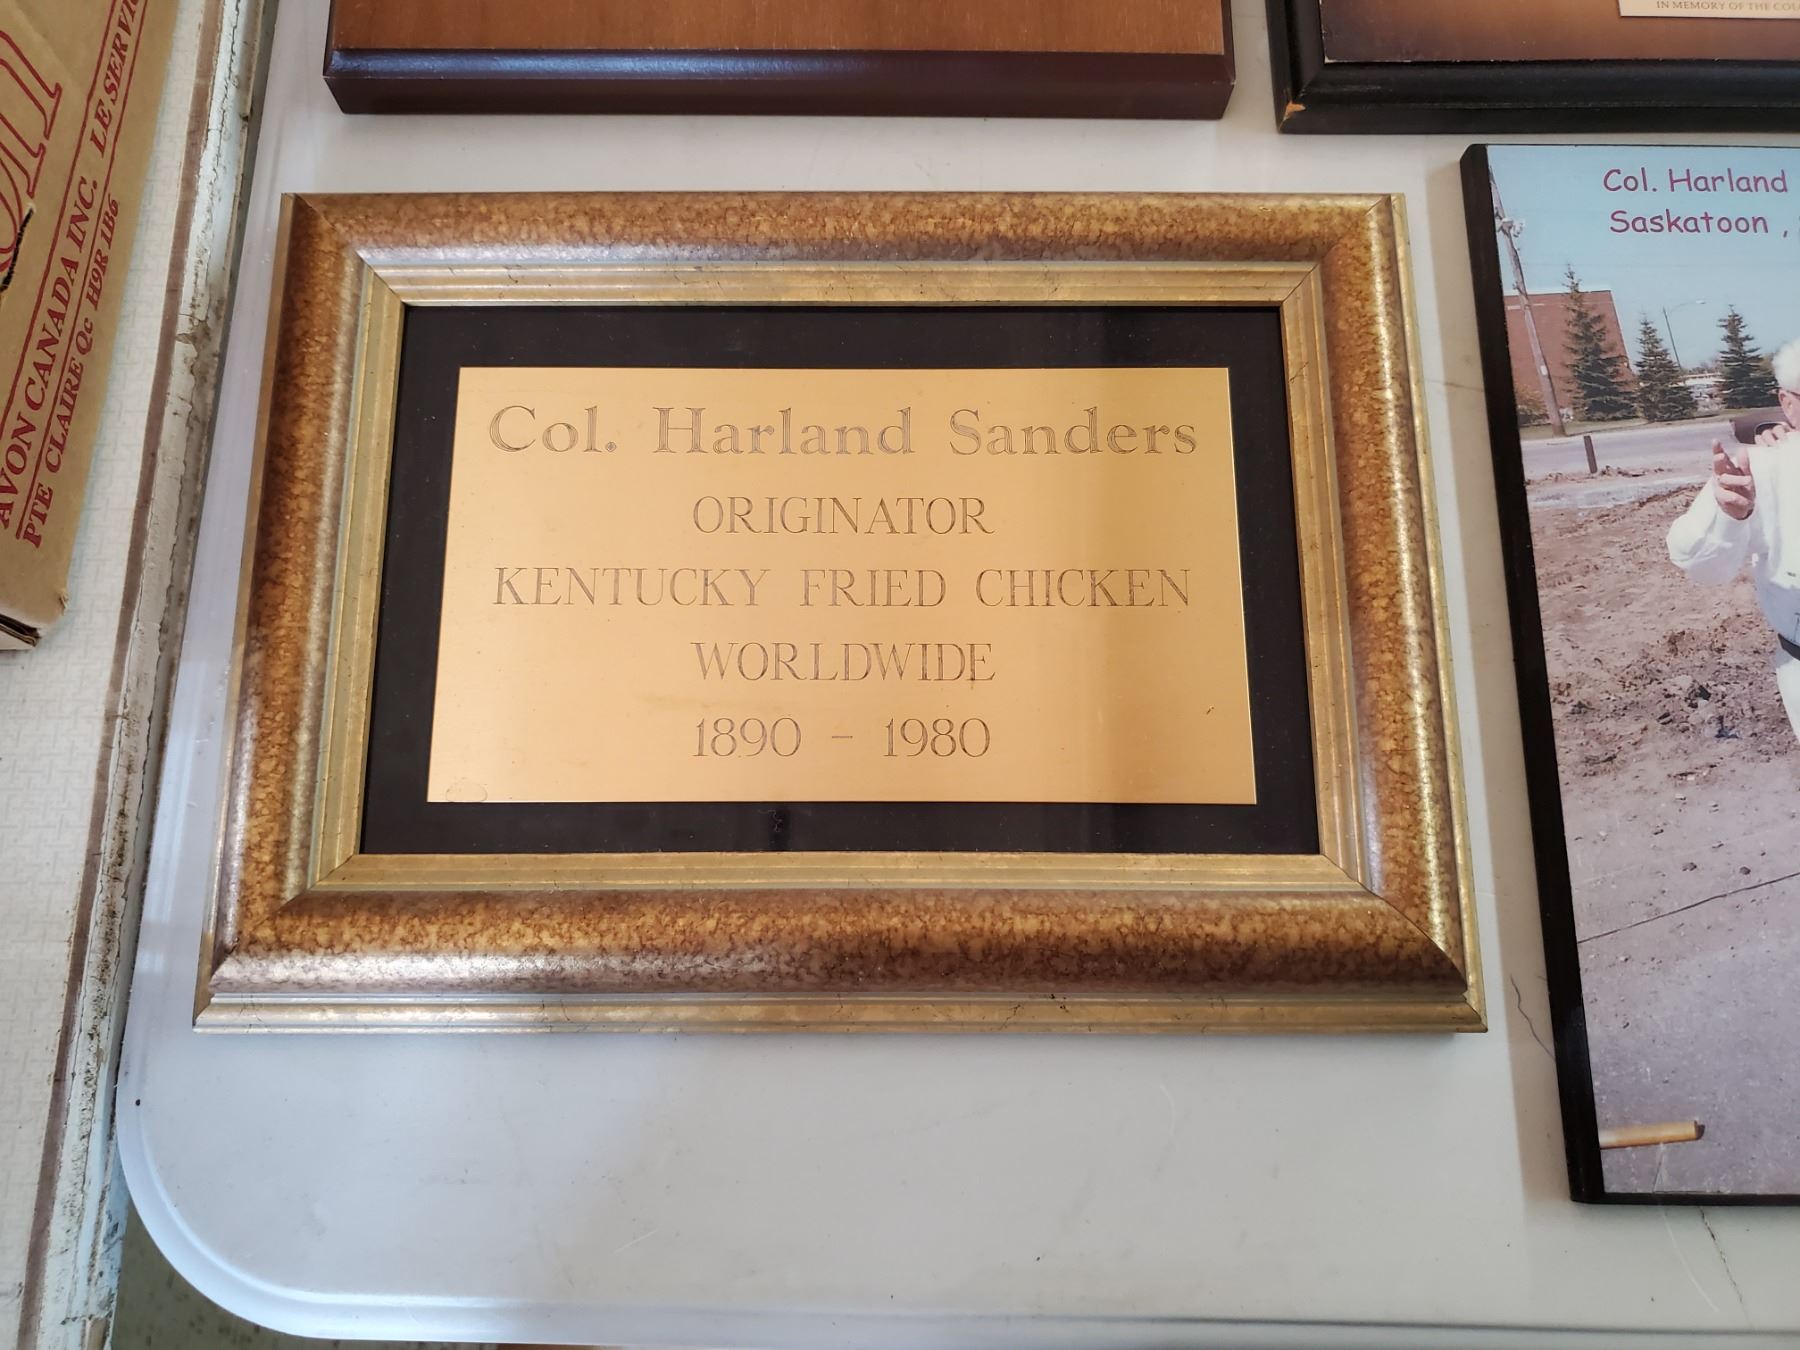 AVON CANADA INC. LE SERVI
PTE CLAIRE Qc H9R 1B6
IN MEMORY OF THE COL
Col. Harland Sanders
ORIGINATOR
KENTUCKY FRIED CHICKEN
WORLDWIDE
1890 – 1980
Col. Harland
Saskatoon ,